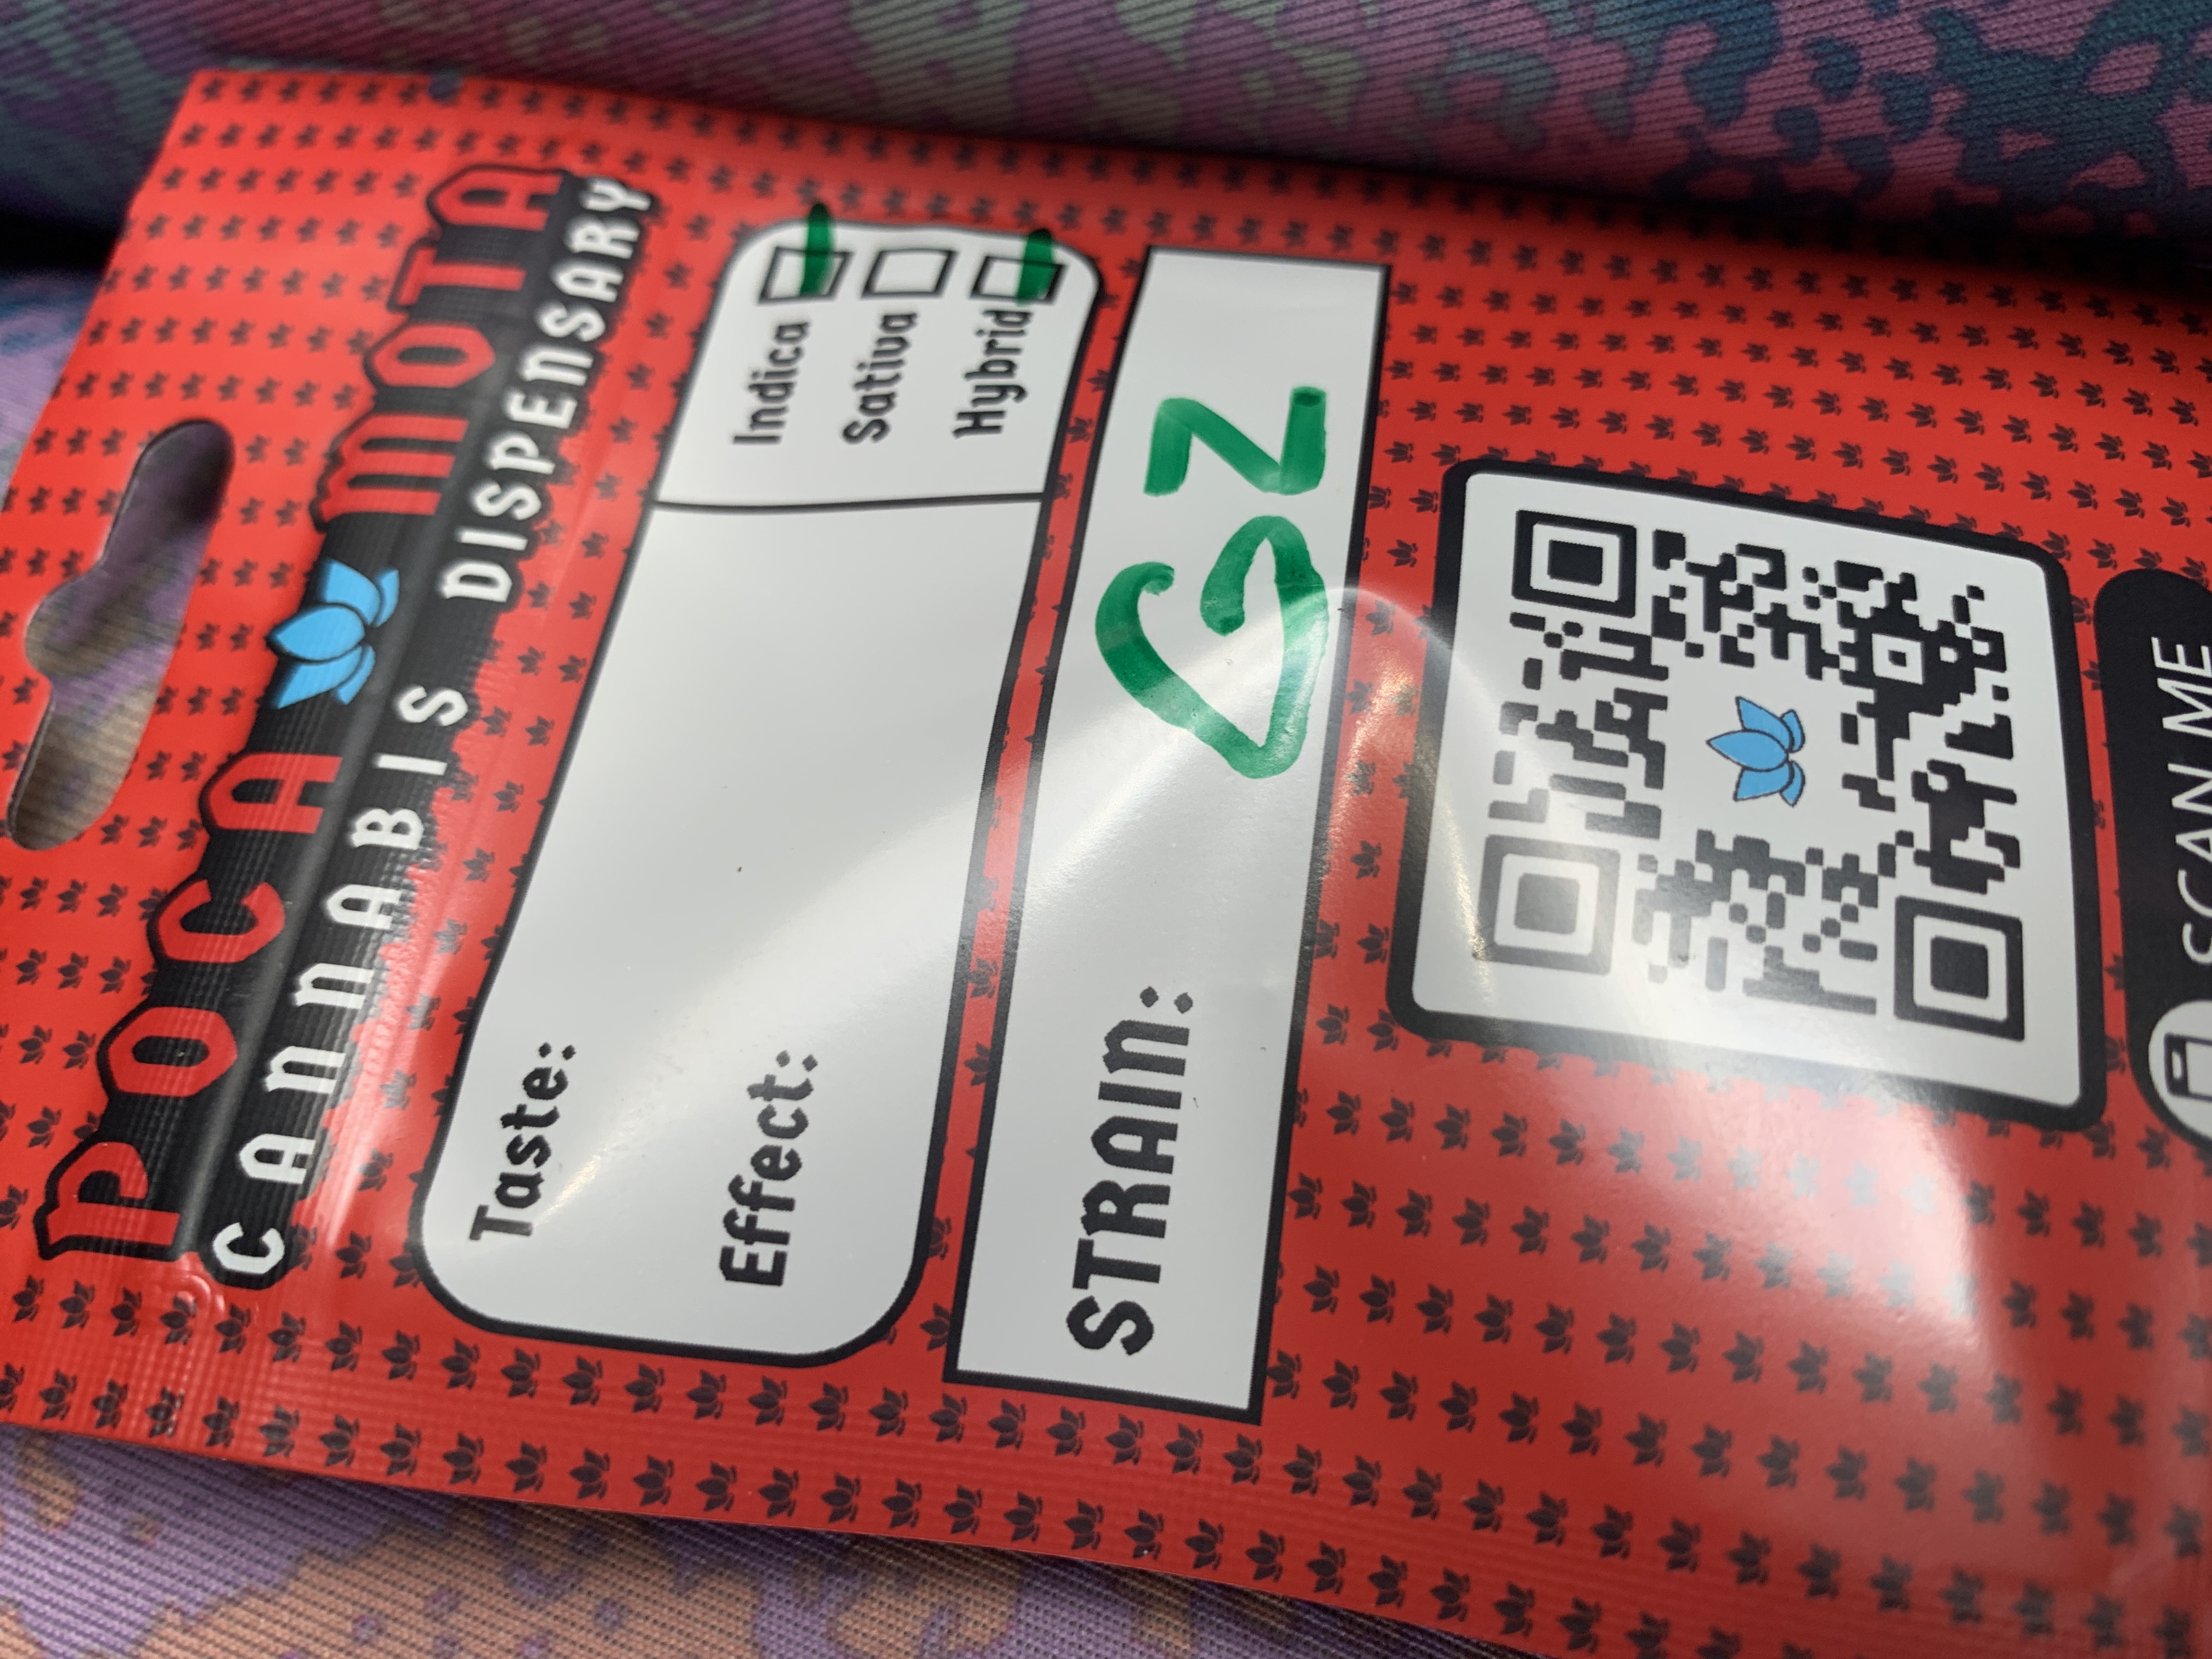 POCA MOTA
CANNABIS DISPENSARY
Taste:
Effect:
Indica
Sativa
Hybrid
STRAIN: GZ
SCAN ME